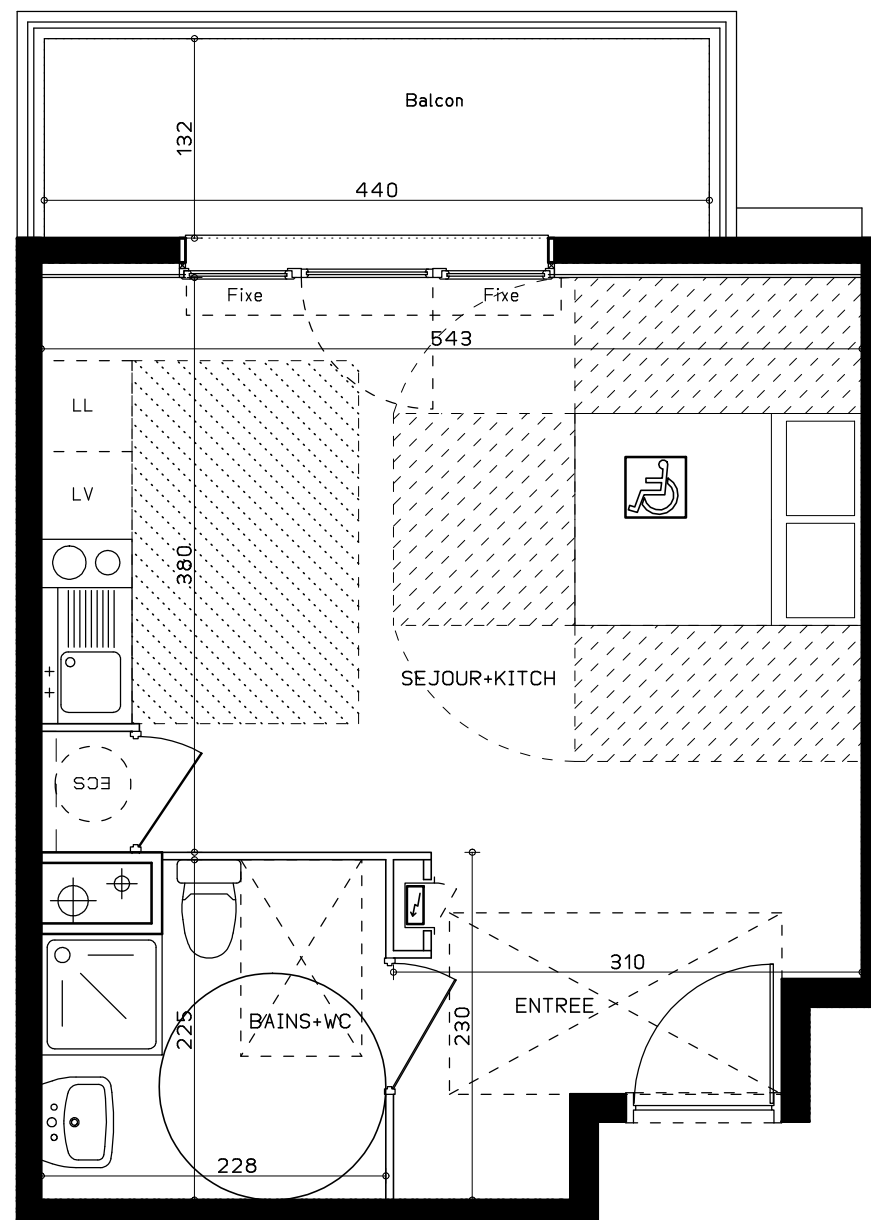 Balcon
132
440
Fixe
Fixe
543
LL
LV
380
SEJOUR+KITCH
ECS
310
ENTREE
BAINS+WC
225
230
228